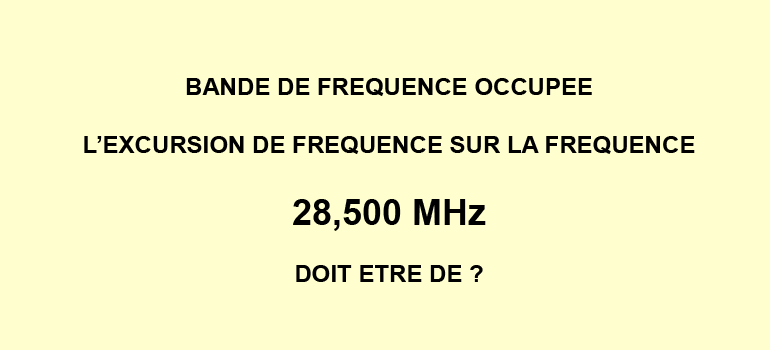 BANDE DE FREQUENCE OCCUPEE
L’EXCURSION DE FREQUENCE SUR LA FREQUENCE
28,500 MHz
DOIT ETRE DE ?